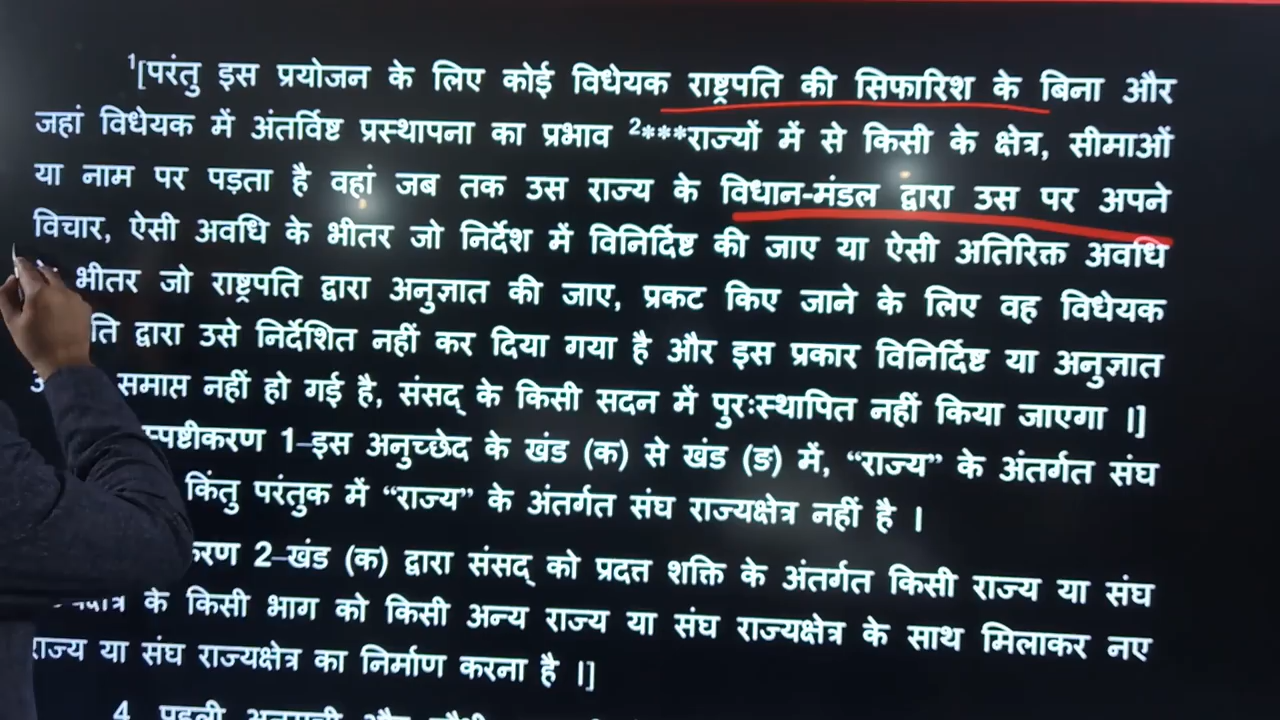 ¹[परंतु इस प्रयोजन के लिए कोई विधेयक राष्ट्रपति की सिफारिश के बिना और
जहां विधेयक में अंतर्विष्ट प्रस्थापना का प्रभाव ²***राज्यों में से किसी के क्षेत्र, सीमाओं
या नाम पर पड़ता है वहां जब तक उस राज्य के विधान-मंडल द्वारा उस पर अपने
विचार, ऐसी अवधि के भीतर जो निर्देश में विनिर्दिष्ट की जाए या ऐसी अतिरिक्त अवधि
भीतर जो राष्ट्रपति द्वारा अनुज्ञात की जाए, प्रकट किए जाने के लिए वह विधेयक
ति द्वारा उसे निर्देशित नहीं कर दिया गया है और इस प्रकार विनिर्दिष्ट या अनुज्ञात
समाप्त नहीं हो गई है, संसद् के किसी सदन में पुरःस्थापित नहीं किया जाएगा ।]
स्पष्टीकरण 1–इस अनुच्छेद के खंड (क) से खंड (ङ) में, “राज्य” के अंतर्गत संघ
किंतु परंतुक में “राज्य” के अंतर्गत संघ राज्यक्षेत्र नहीं है ।
करण 2–खंड (क) द्वारा संसद् को प्रदत्त शक्ति के अंतर्गत किसी राज्य या संघ
के किसी भाग को किसी अन्य राज्य या संघ राज्यक्षेत्र के साथ मिलाकर नए
राज्य या संघ राज्यक्षेत्र का निर्माण करना है ।]
4 पहली अनुसूची और चौथी